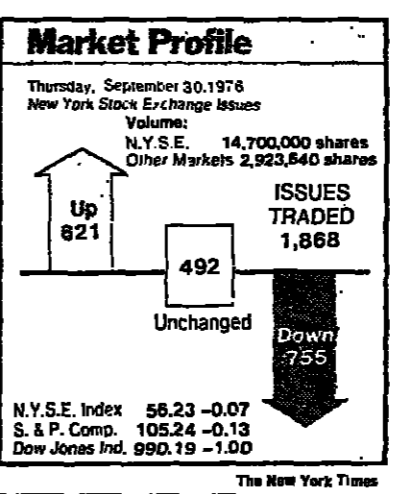 Market Profile
Thursday, September 30.1976
New York Stock Exchange Issues
Volume:
N.Y.S.E. 14,700,000 shares
Other Markets 2,923,640 shares
Up
621
ISSUES
TRADED
1,868
492
Unchanged
Down
755
N.Y.S.E. Index 56.23 -0.07
S. & P. Comp. 105.24 -0.13
Dow Jones Ind. 990.19 -1.00
The New York Times